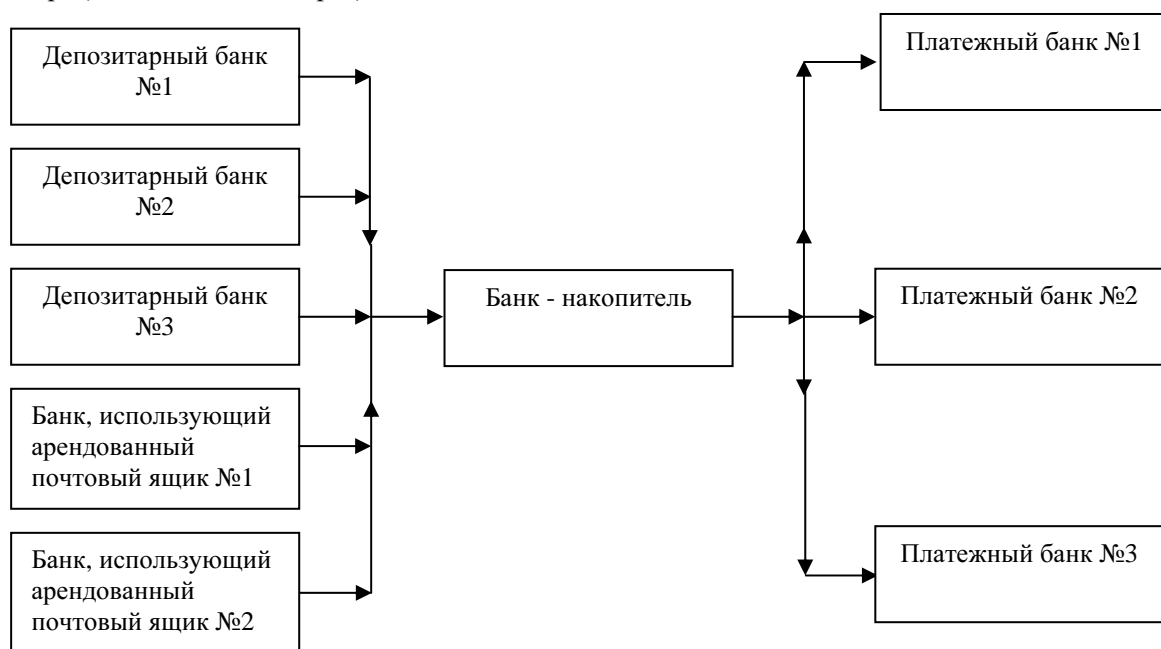 Депозитарный банк
№1
Депозитарный банк
№2
Депозитарный банк
№3
Банк, использующий
арендованный
почтовый ящик №1
Банк, использующий
арендованный
почтовый ящик №2
Банк - накопитель
Платежный банк №1
Платежный банк №2
Платежный банк №3